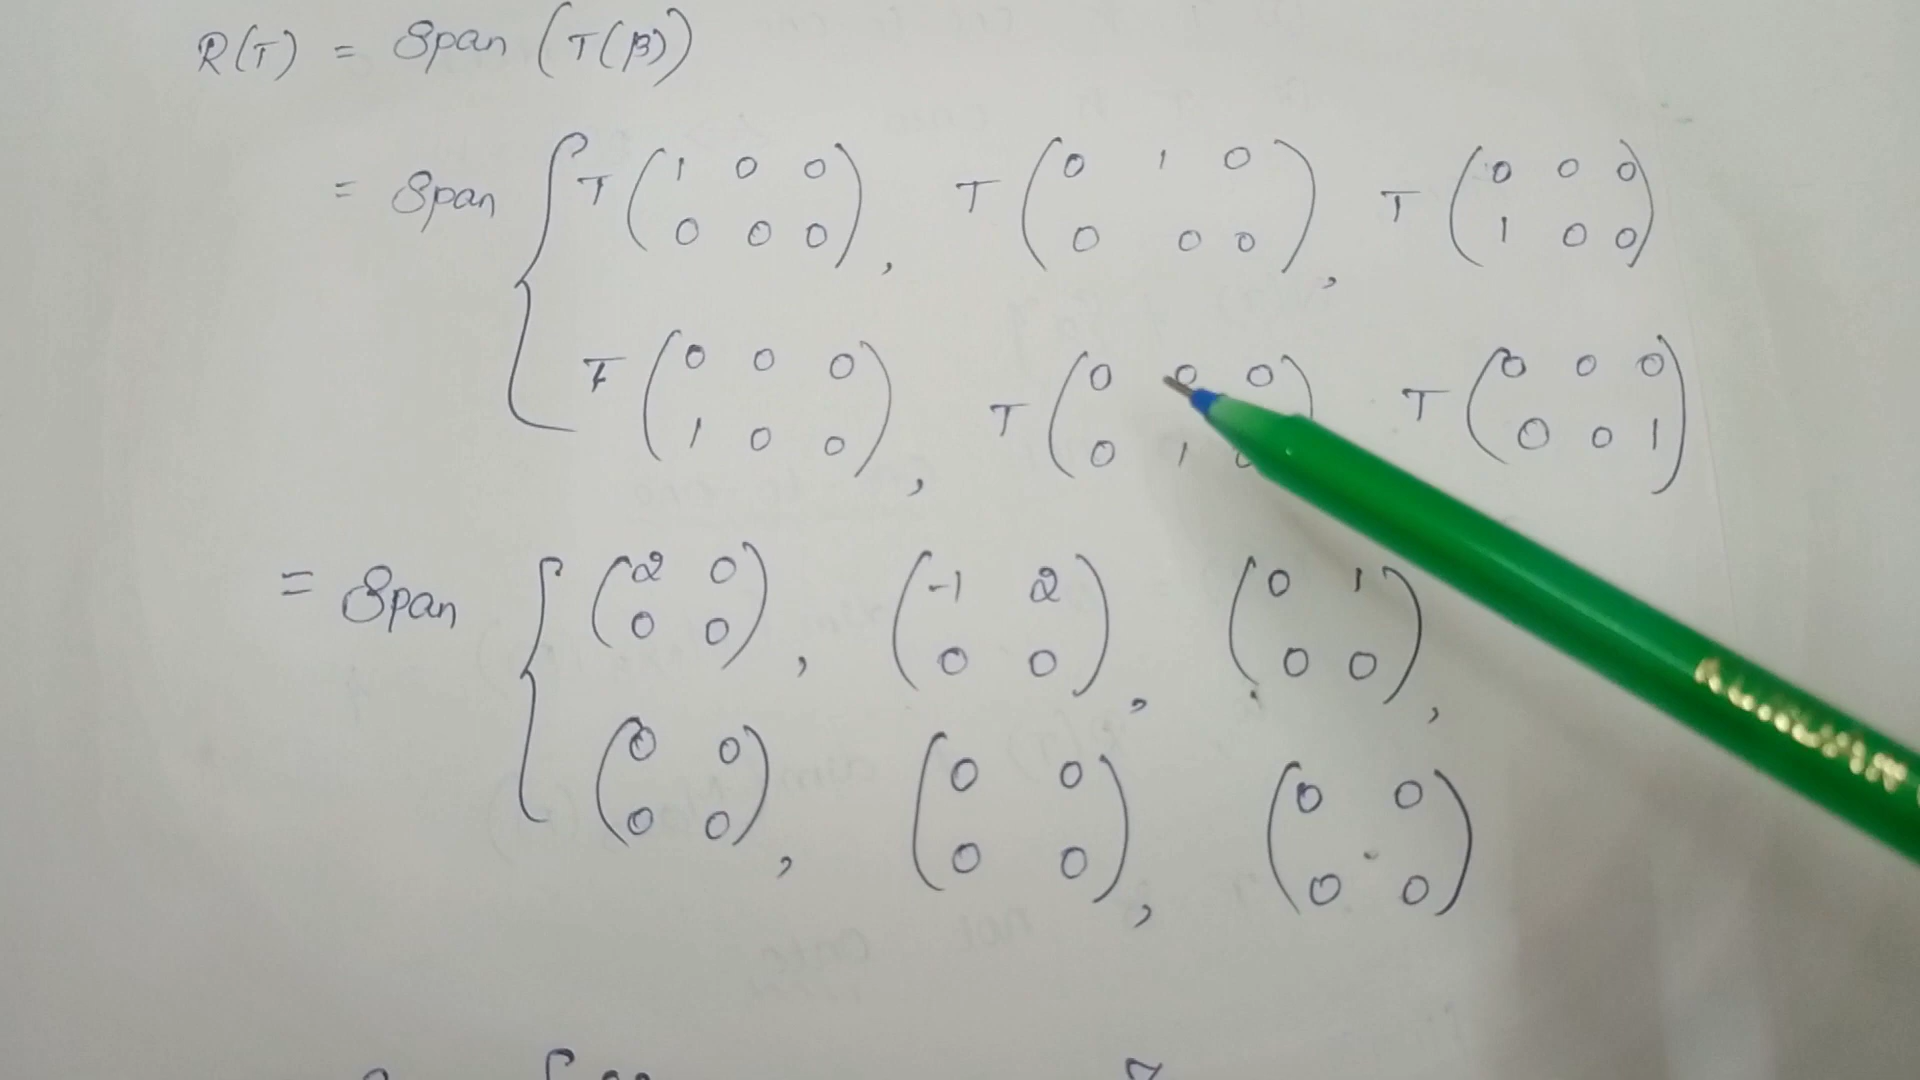 R(T) = Span (T(β))
= Span { T ( 1 0 0
0 0 0 ) , T ( 0 1 0
0 0 0 ) , T ( 0 0 0
1 0 0 )
T ( 0 0 0
1 0 0 ) , T ( 0 0 0
0 1 0 T ( 0 0 0
0 0 1 )
= Span { ( 2 0
0 0 ) , ( -1 2
0 0 ) , ( 0 1
0 0 ) ,
( 0 0
0 0 ) , ( 0 0
0 0 ) , ( 0 0
0 0 )